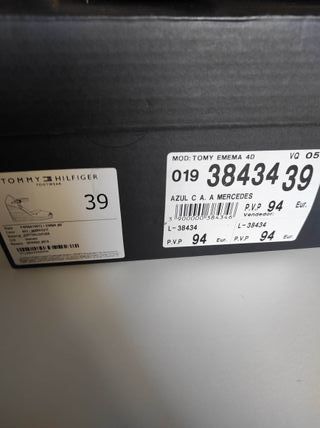 TOMMY HILFIGER
FOOTWEAR
39
MOD: TOMY EMEMA 4D VQ 05
019 38434 39
AZUL C A. A MERCEDES
P.V.P 94 Eur.
Vendedor.
3900000384346
L-38434 L-38434
P.V.P 94 Eur. P.V.P 94 Eur.